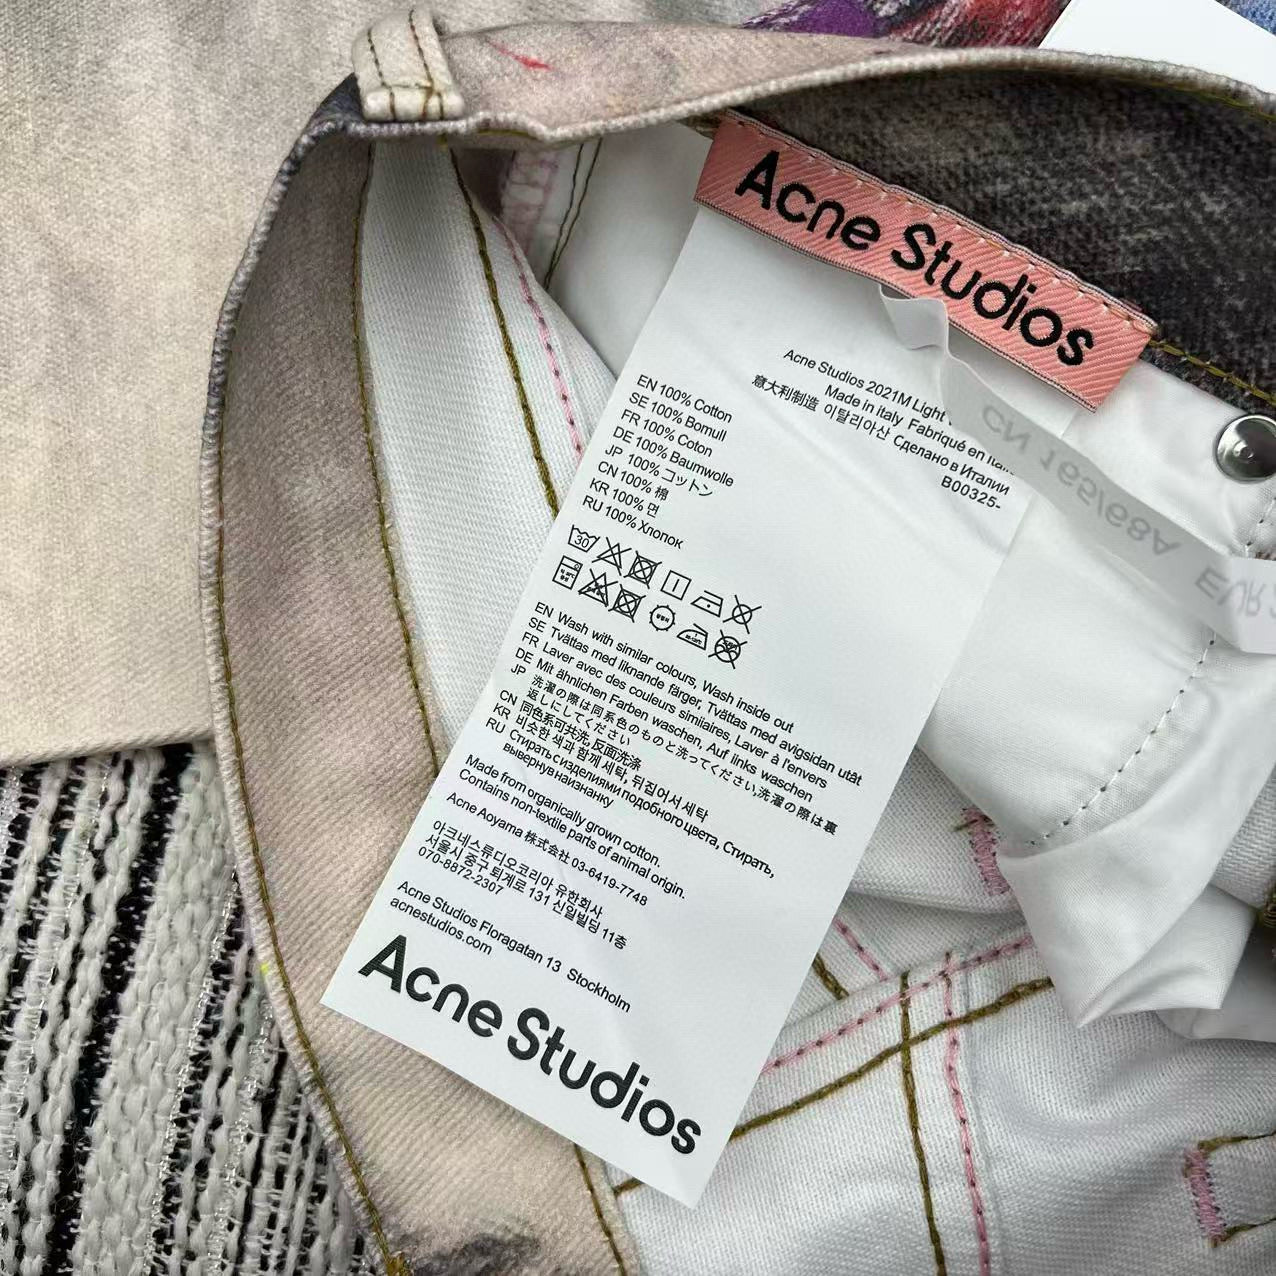 Acne Studios
Acne Studios 2021M Light
Made in italy Fabriqué en
意大利制造 이탈리아산 Сделано в Италии
B00325-
CN 165/68A
EUR
EN 100% Cotton
SE 100% Bomull
FR 100% Coton
DE 100% Baumwolle
JP 100% コットン
CN 100% 棉
KR 100% 면
RU 100% Хлопок
30
EN Wash with similar colours, Wash inside out
SE Tvättas med liknande färger, Tvättas med avigsidan utåt
FR Laver avec des couleurs similaires, Laver à l'envers
DE Mit ähnlichen Farben waschen, Auf links waschen
JP 洗濯の際は同系色のものと洗ってください,洗濯の際は裏
返しにしてください
CN 同色系可共洗, 反面洗涤
KR 비슷한 색과 함께 세탁, 뒤집어서 세탁
RU Стирать с изделиями подобного цвета, Стирать,
вывернув наизнанку
Made from organically grown cotton.
Contains non-textile parts of animal origin.
Acne Aoyama 株式会社 03-6419-7748
아크네스튜디오코리아 유한회사
서울시 중구 퇴계로 131 신일빌딩 11층
070-8872-2307
Acne Studios Floragatan 13 Stockholm
acnestudios.com
Acne Studios